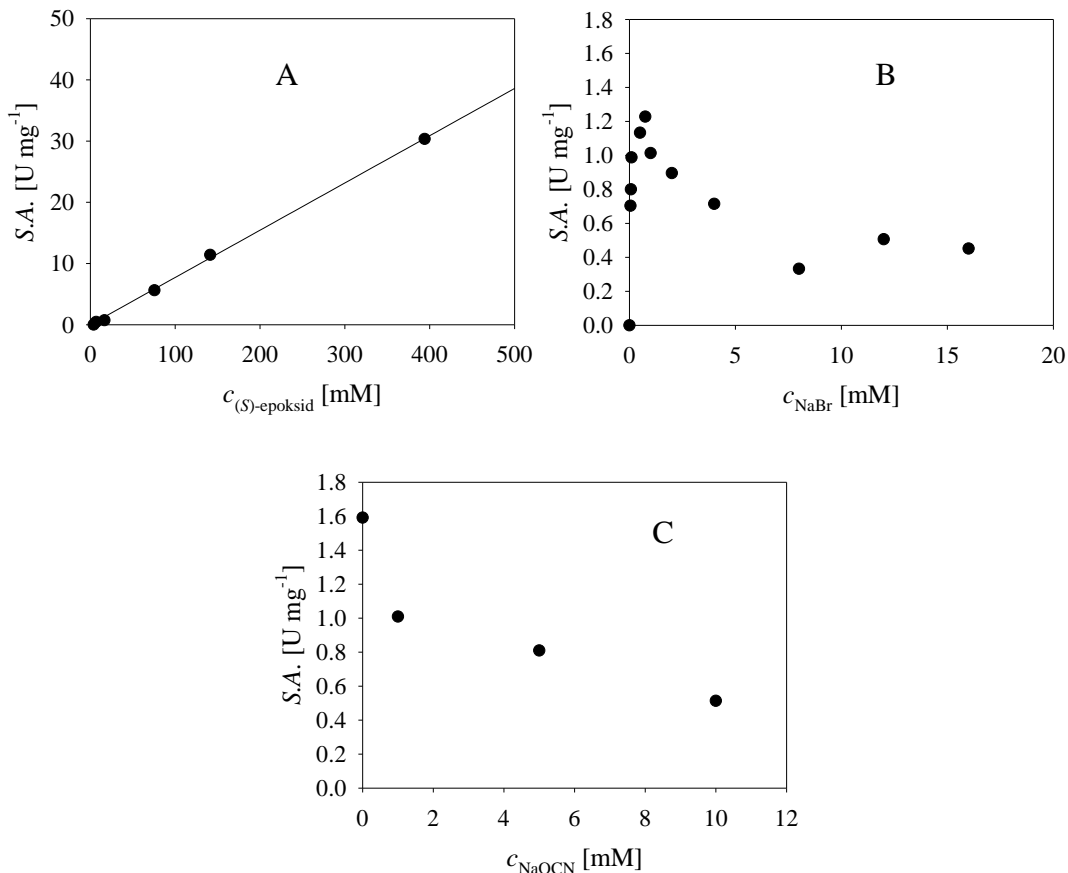 A
S.A. [U mg-1]
50
40
30
20
10
0
0 100 200 300 400 500
c(S)-epoksid [mM]
B
S.A. [U mg-1]
1.8
1.6
1.4
1.2
1.0
0.8
0.6
0.4
0.2
0.0
0 5 10 15 20
cNaBr [mM]
C
S.A. [U mg-1]
1.8
1.6
1.4
1.2
1.0
0.8
0.6
0.4
0.2
0.0
0 2 4 6 8 10 12
cNaOCN [mM]